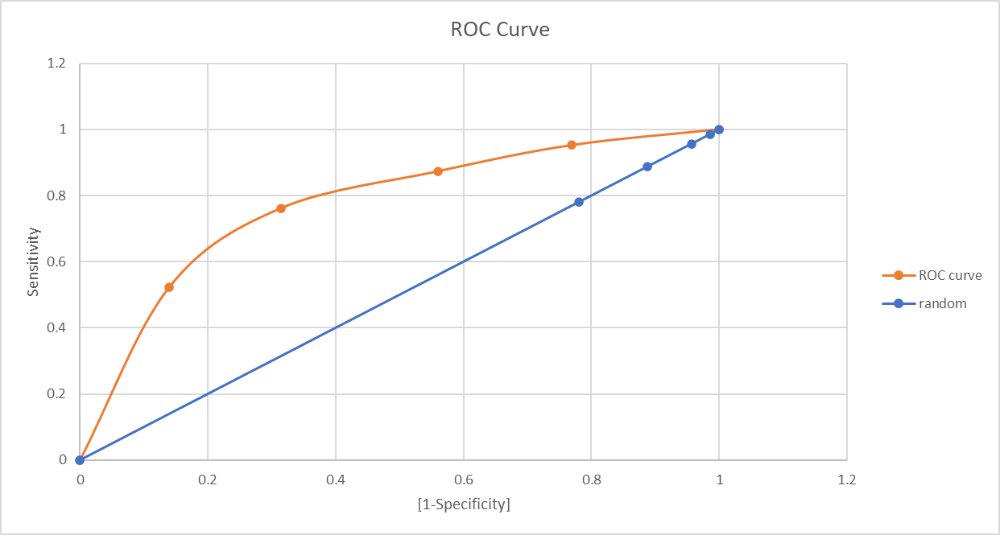 ROC Curve
1.2
1
0.8
0.6
0.4
0.2
0
Sensitivity
0 0.2 0.4 0.6 0.8 1 1.2
[1-Specificity]
ROC curve
random